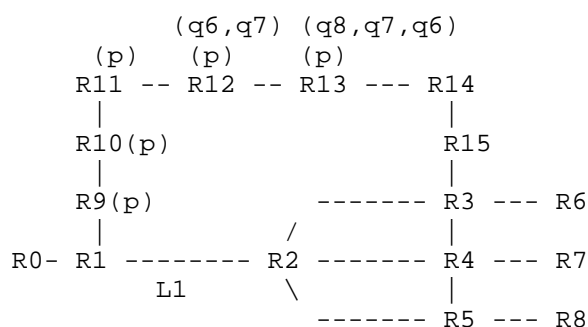 (q6,q7) (q8,q7,q6)
(p) (p) (p)
R11 -- R12 -- R13 --- R14
| |
R10(p) R15
| |
R9(p) ------- R3 --- R6
| / |
R0- R1 -------- R2 ------- R4 --- R7
L1 \ |
------- R5 --- R8